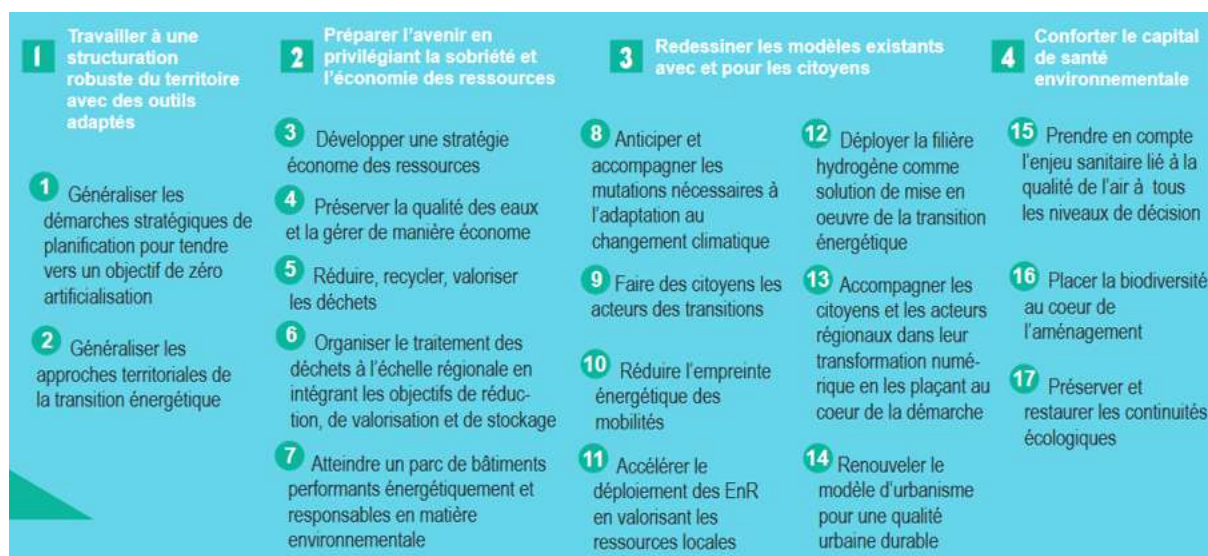 1 Travailler à une
structuration
robuste du territoire
avec des outils
adaptés
1 Généraliser les
démarches stratégiques de
planification pour tendre
vers un objectif de zéro
artificialisation
2 Généraliser les
approches territoriales de
la transition énergétique
2 Préparer l'avenir en
privilégiant la sobriété et
l'économie des ressources
3 Développer une stratégie
économe des ressources
4 Préserver la qualité des eaux
et la gérer de manière économe
5 Réduire, recycler, valoriser
les déchets
6 Organiser le traitement des
déchets à l'échelle régionale en
intégrant les objectifs de réduc-
tion, de valorisation et de stockage
7 Atteindre un parc de bâtiments
performants énergétiquement et
responsables en matière
environnementale
3 Redessiner les modèles existants
avec et pour les citoyens
8 Anticiper et
accompagner les
mutations nécessaires à
l'adaptation au
changement climatique
9 Faire des citoyens les
acteurs des transitions
10 Réduire l'empreinte
énergétique des
mobilités
11 Accélérer le
déploiement des EnR
en valorisant les
ressources locales
12 Déployer la filière
hydrogène comme
solution de mise en
oeuvre de la transition
énergétique
13 Accompagner les
citoyens et les acteurs
régionaux dans leur
transformation numé-
rique en les plaçant au
coeur de la démarche
14 Renouveler le
modèle d'urbanisme
pour une qualité
urbaine durable
4 Conforter le capital
de santé
environnementale
15 Prendre en compte
l'enjeu sanitaire lié à la
qualité de l'air à tous
les niveaux de décision
16 Placer la biodiversité
au coeur de
l'aménagement
17 Préserver et
restaurer les continuités
écologiques